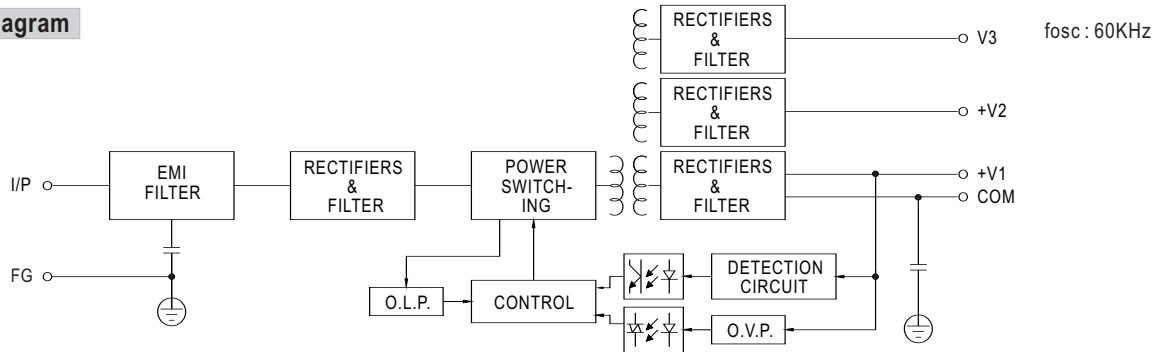 agram
RECTIFIERS
&
FILTER
V3
fosc : 60KHz
RECTIFIERS
&
FILTER
+V2
I/P
EMI
FILTER
RECTIFIERS
&
FILTER
POWER
SWITCH-
ING
RECTIFIERS
&
FILTER
+V1
COM
FG
O.L.P.
CONTROL
DETECTION
CIRCUIT
O.V.P.